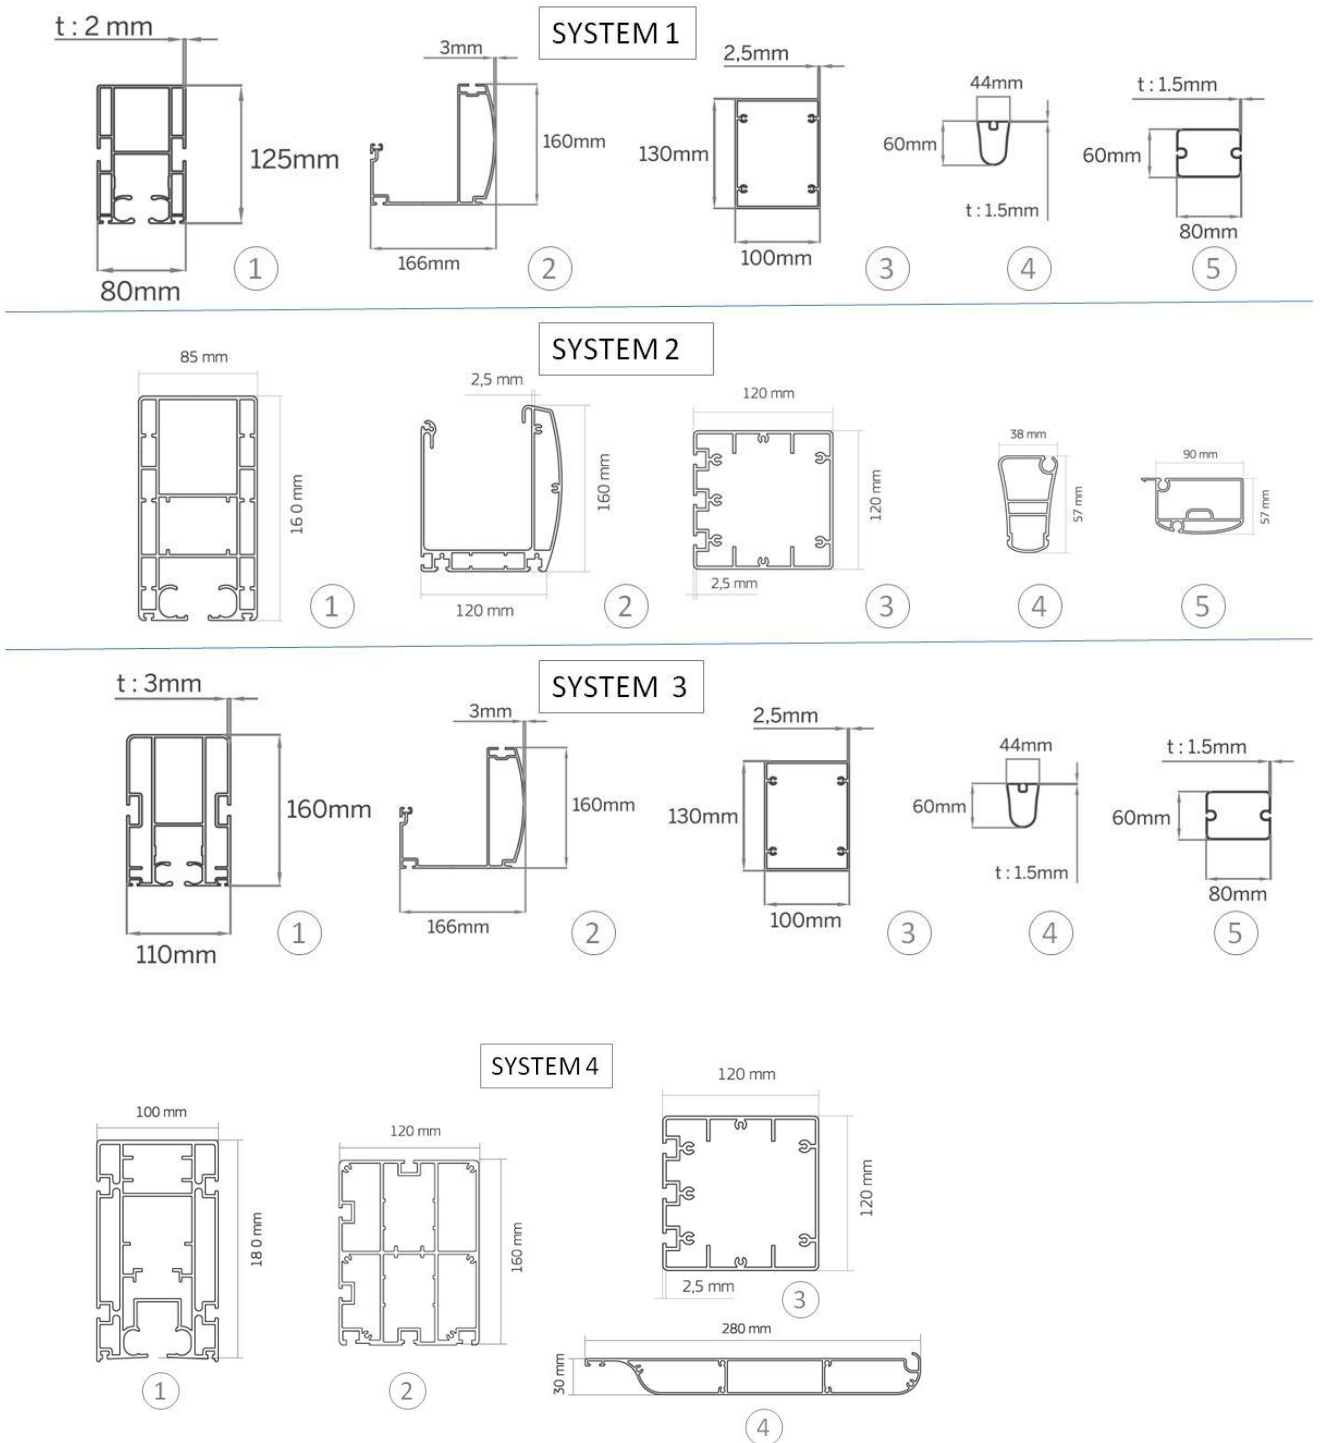 SYSTEM 1
t : 2 mm
125mm
80mm
1
3mm
160mm
166mm
2
2,5mm
130mm
100mm
3
44mm
60mm
t : 1.5mm
4
t : 1.5mm
60mm
80mm
5
SYSTEM 2
85 mm
16 0 mm
1
2,5 mm
160 mm
120 mm
2
120 mm
120 mm
2,5 mm
3
38 mm
57 mm
4
90 mm
57 mm
5
SYSTEM 3
t : 3mm
160mm
110mm
1
3mm
160mm
166mm
2
2,5mm
130mm
100mm
3
44mm
60mm
t : 1.5mm
4
t : 1.5mm
60mm
80mm
5
SYSTEM 4
100 mm
18 0 mm
1
120 mm
160 mm
2
120 mm
120 mm
2,5 mm
3
280 mm
30 mm
4